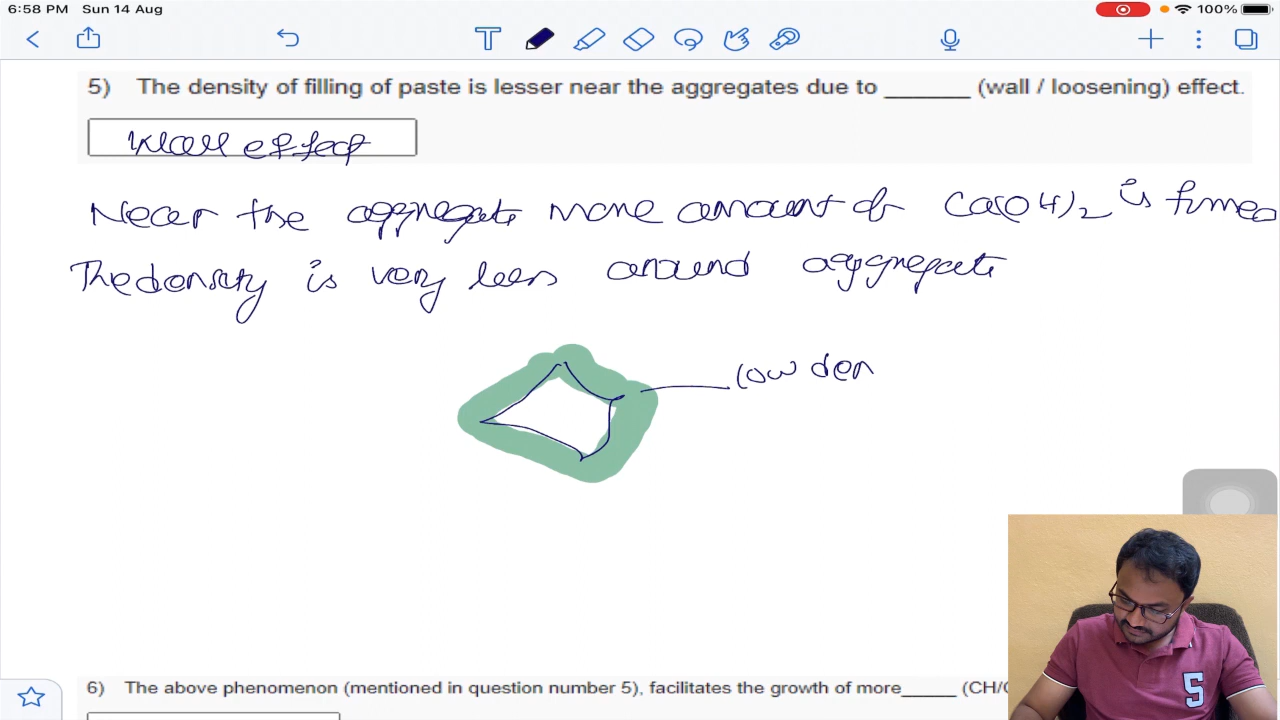 6:58 PM Sun 14 Aug
100%
T
5) The density of filling of paste is lesser near the aggregates due to _______ (wall / loosening) effect.
Wall effect
Near the aggregate more amount of Ca(OH)2 is formed
The density is very less around aggregate
low den
6) The above phenomenon (mentioned in question number 5), facilitates the growth of more_____ (CH/
5